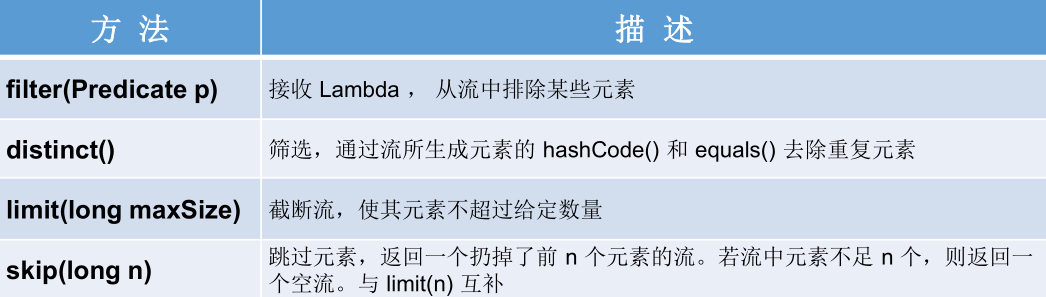 方 法
描 述
filter(Predicate p)
接收 Lambda ， 从流中排除某些元素
distinct()
筛选，通过流所生成元素的 hashCode() 和 equals() 去除重复元素
limit(long maxSize)
截断流，使其元素不超过给定数量
skip(long n)
跳过元素，返回一个扔掉了前 n 个元素的流。若流中元素不足 n 个，则返回一
个空流。与 limit(n) 互补